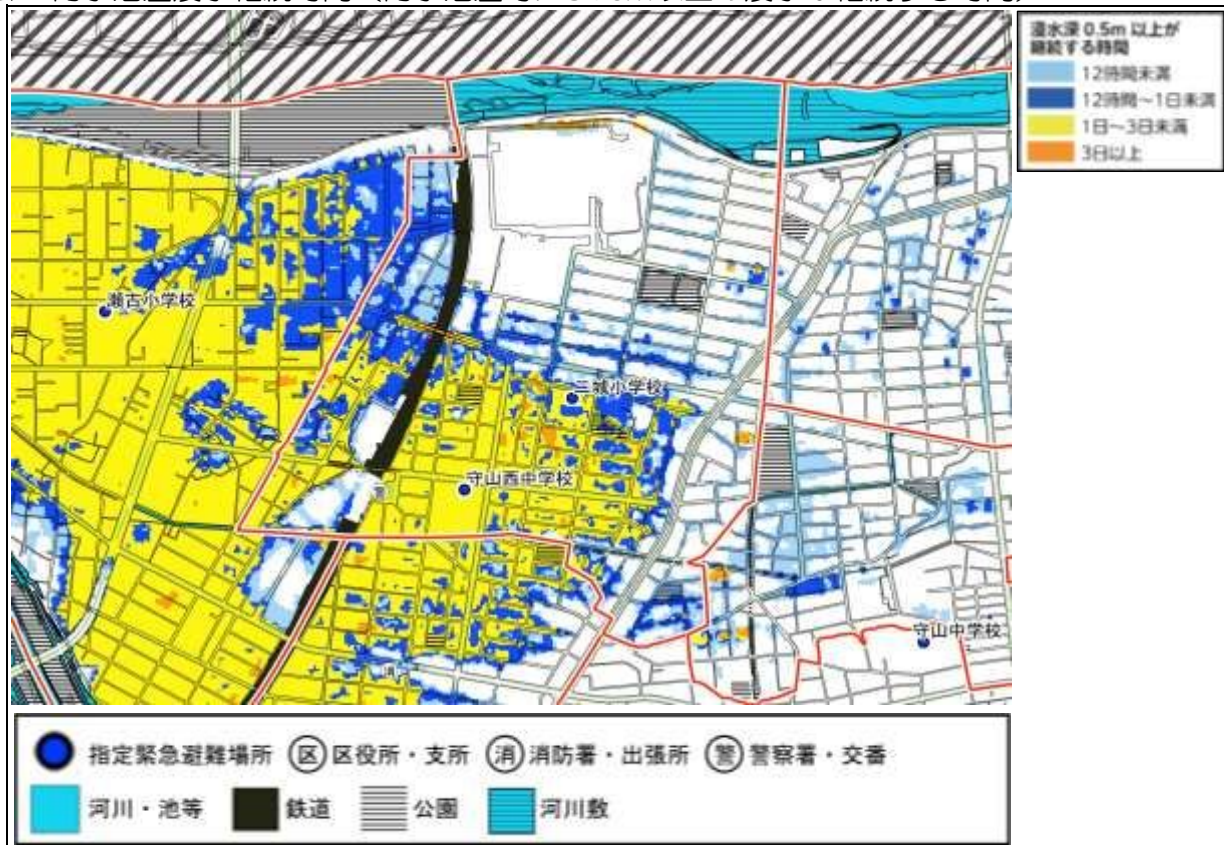 浸水深 0.5m 以上が
継続する時間
12時間未満
12時間～1日未満
1日～3日未満
3日以上
瀬古小学校
二城小学校
守山西中学校
守山中学校
指定緊急避難場所 区 区役所・支所 消 消防署・出張所 警 警察署・交番
河川・池等 鉄道 公園 河川敷